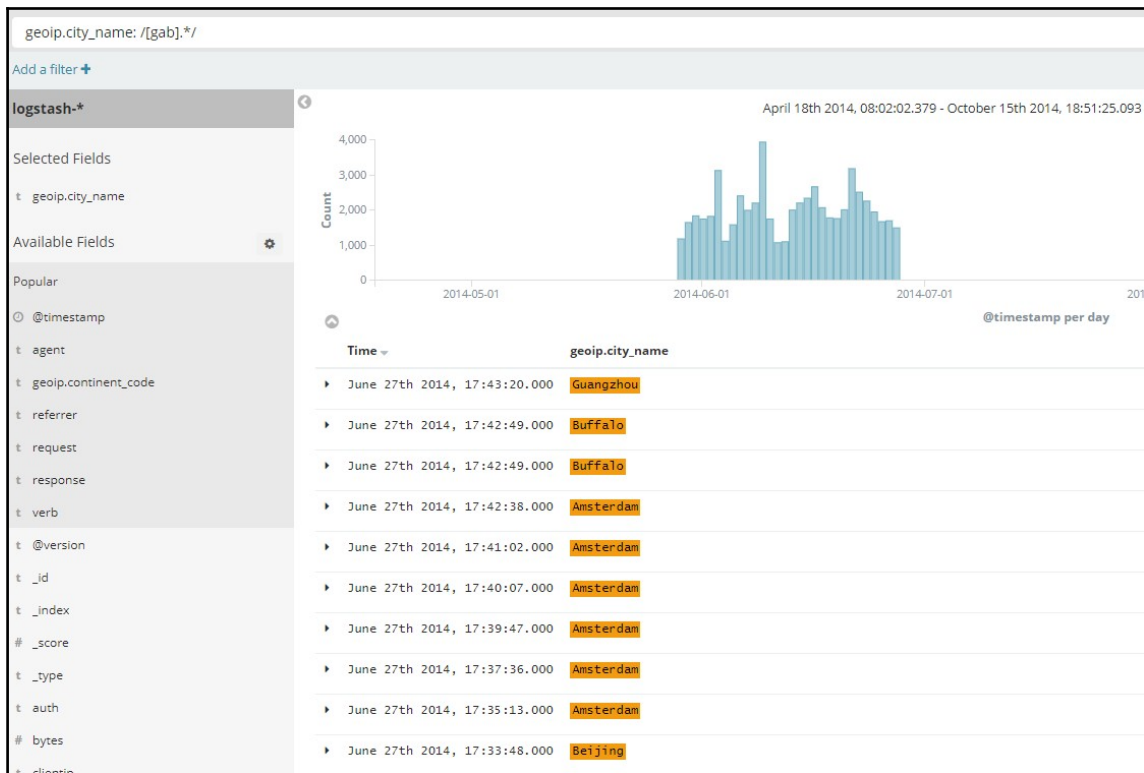 geoip.city_name: /[gab].*/
Add a filter +
logstash-*
Selected Fields
t geoip.city_name
Available Fields
Popular
@timestamp
t agent
t geoip.continent_code
t referrer
t request
t response
t verb
t @version
t _id
t _index
# _score
t _type
t auth
# bytes
t clientip
April 18th 2014, 08:02:02.379 - October 15th 2014, 18:51:25.093
4,000
3,000
2,000
1,000
0
Count
2014-05-01 2014-06-01 2014-07-01 201
@timestamp per day
Time geoip.city_name
June 27th 2014, 17:43:20.000 Guangzhou
June 27th 2014, 17:42:49.000 Buffalo
June 27th 2014, 17:42:49.000 Buffalo
June 27th 2014, 17:42:38.000 Amsterdam
June 27th 2014, 17:41:02.000 Amsterdam
June 27th 2014, 17:40:07.000 Amsterdam
June 27th 2014, 17:39:47.000 Amsterdam
June 27th 2014, 17:37:36.000 Amsterdam
June 27th 2014, 17:35:13.000 Amsterdam
June 27th 2014, 17:33:48.000 Beijing